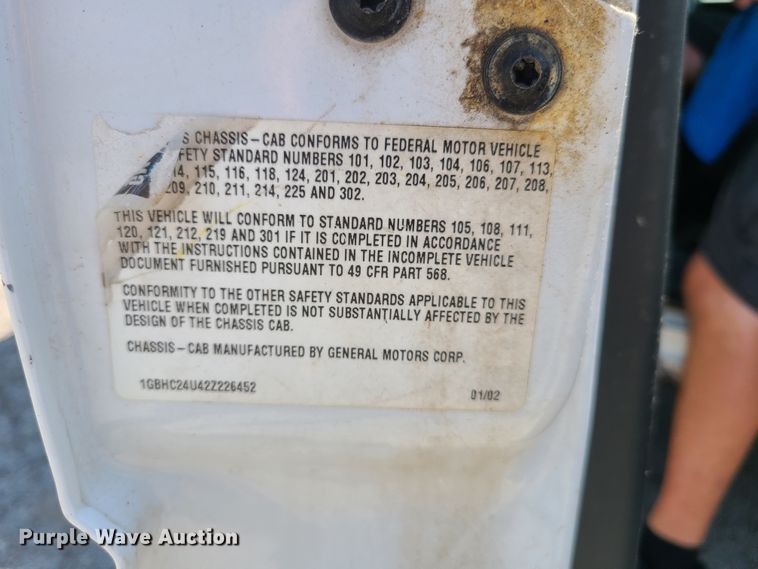 S CHASSIS-CAB CONFORMS TO FEDERAL MOTOR VEHICLE
FETY STANDARD NUMBERS 101, 102, 103, 104, 106, 107, 113,
14, 115, 116, 118, 124, 201, 202, 203, 204, 205, 206, 207, 208,
209, 210, 211, 214, 225 AND 302.
THIS VEHICLE WILL CONFORM TO STANDARD NUMBERS 105, 108, 111,
120, 121, 212, 219 AND 301 IF IT IS COMPLETED IN ACCORDANCE
WITH THE INSTRUCTIONS CONTAINED IN THE INCOMPLETE VEHICLE
DOCUMENT FURNISHED PURSUANT TO 49 CFR PART 568.
CONFORMITY TO THE OTHER SAFETY STANDARDS APPLICABLE TO THIS
VEHICLE WHEN COMPLETED IS NOT SUBSTANTIALLY AFFECTED BY THE
DESIGN OF THE CHASSIS CAB.
CHASSIS-CAB MANUFACTURED BY GENERAL MOTORS CORP.
1GBHC24U42Z226452 01/02
Purple Wave Auction